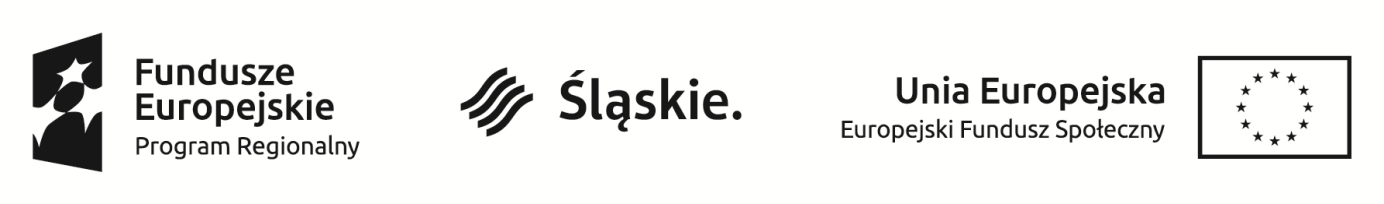 Fundusze
Europejskie
Program Regionalny
Śląskie.
Unia Europejska
Europejski Fundusz Społeczny